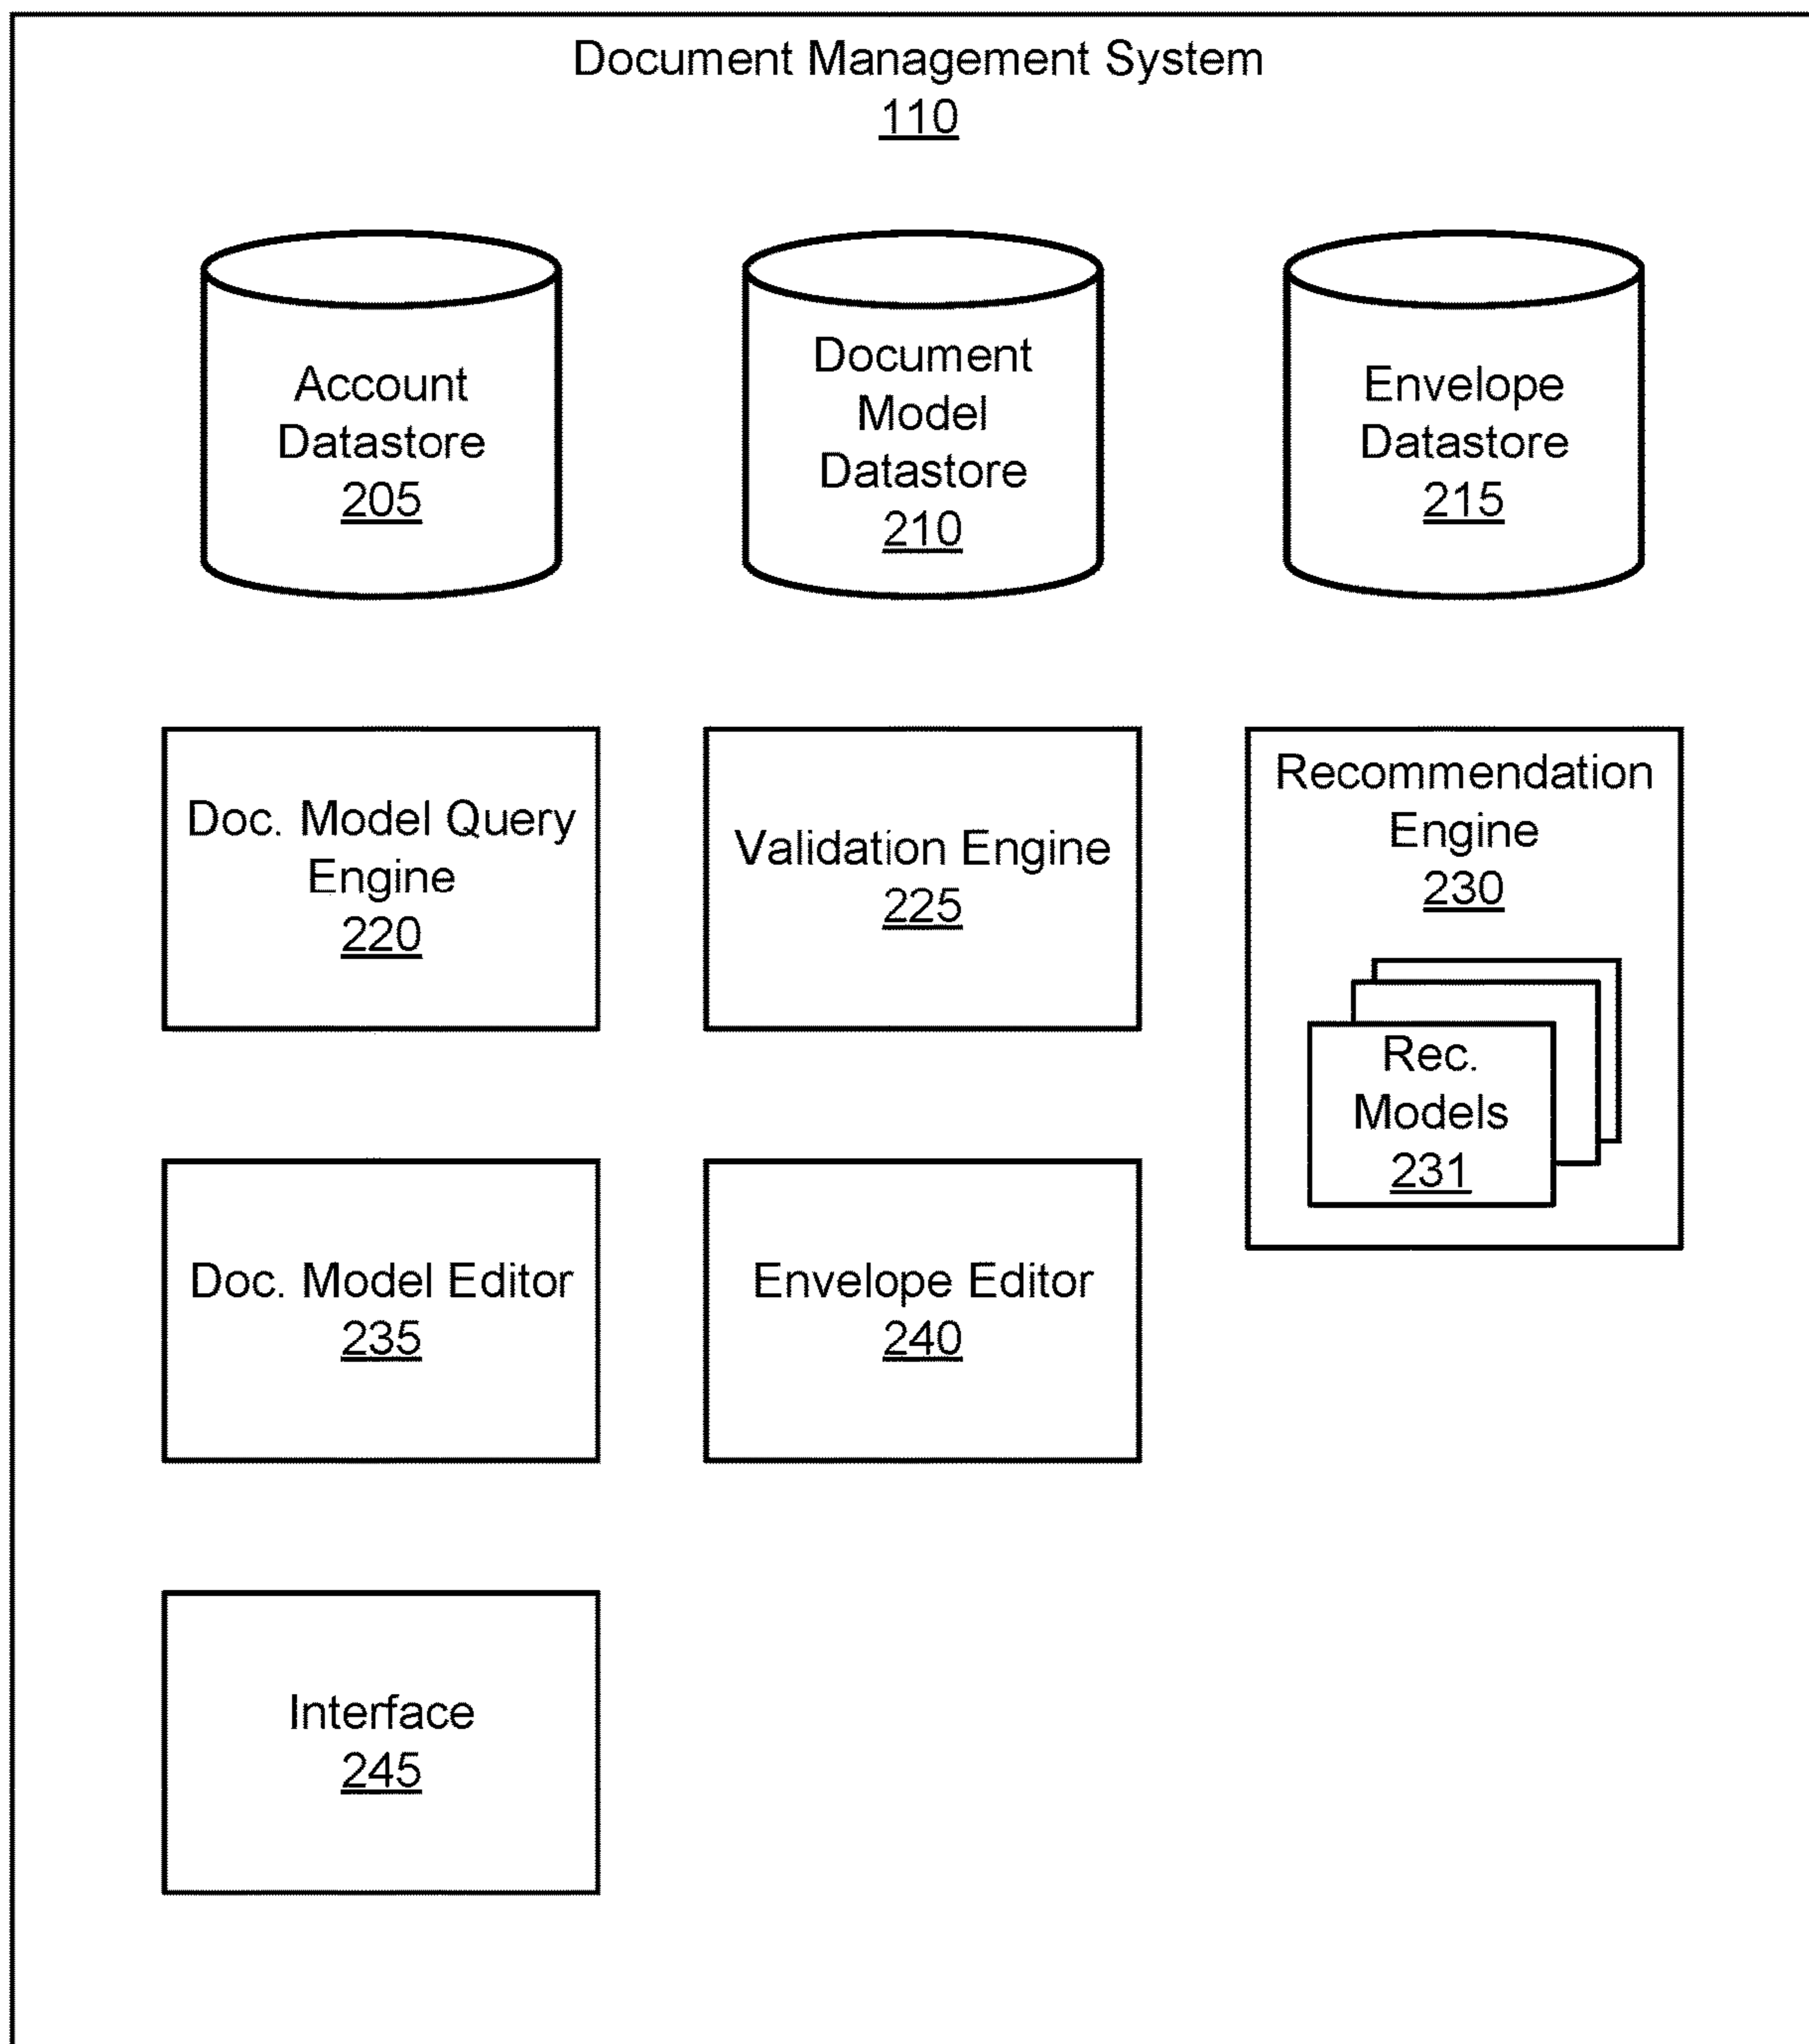 Document Management System
110
Account
Datastore
205
Document
Model
Datastore
210
Envelope
Datastore
215
Doc. Model Query
Engine
220
Validation Engine
225
Recommendation
Engine
230
Rec.
Models
231
Doc. Model Editor
235
Envelope Editor
240
Interface
245